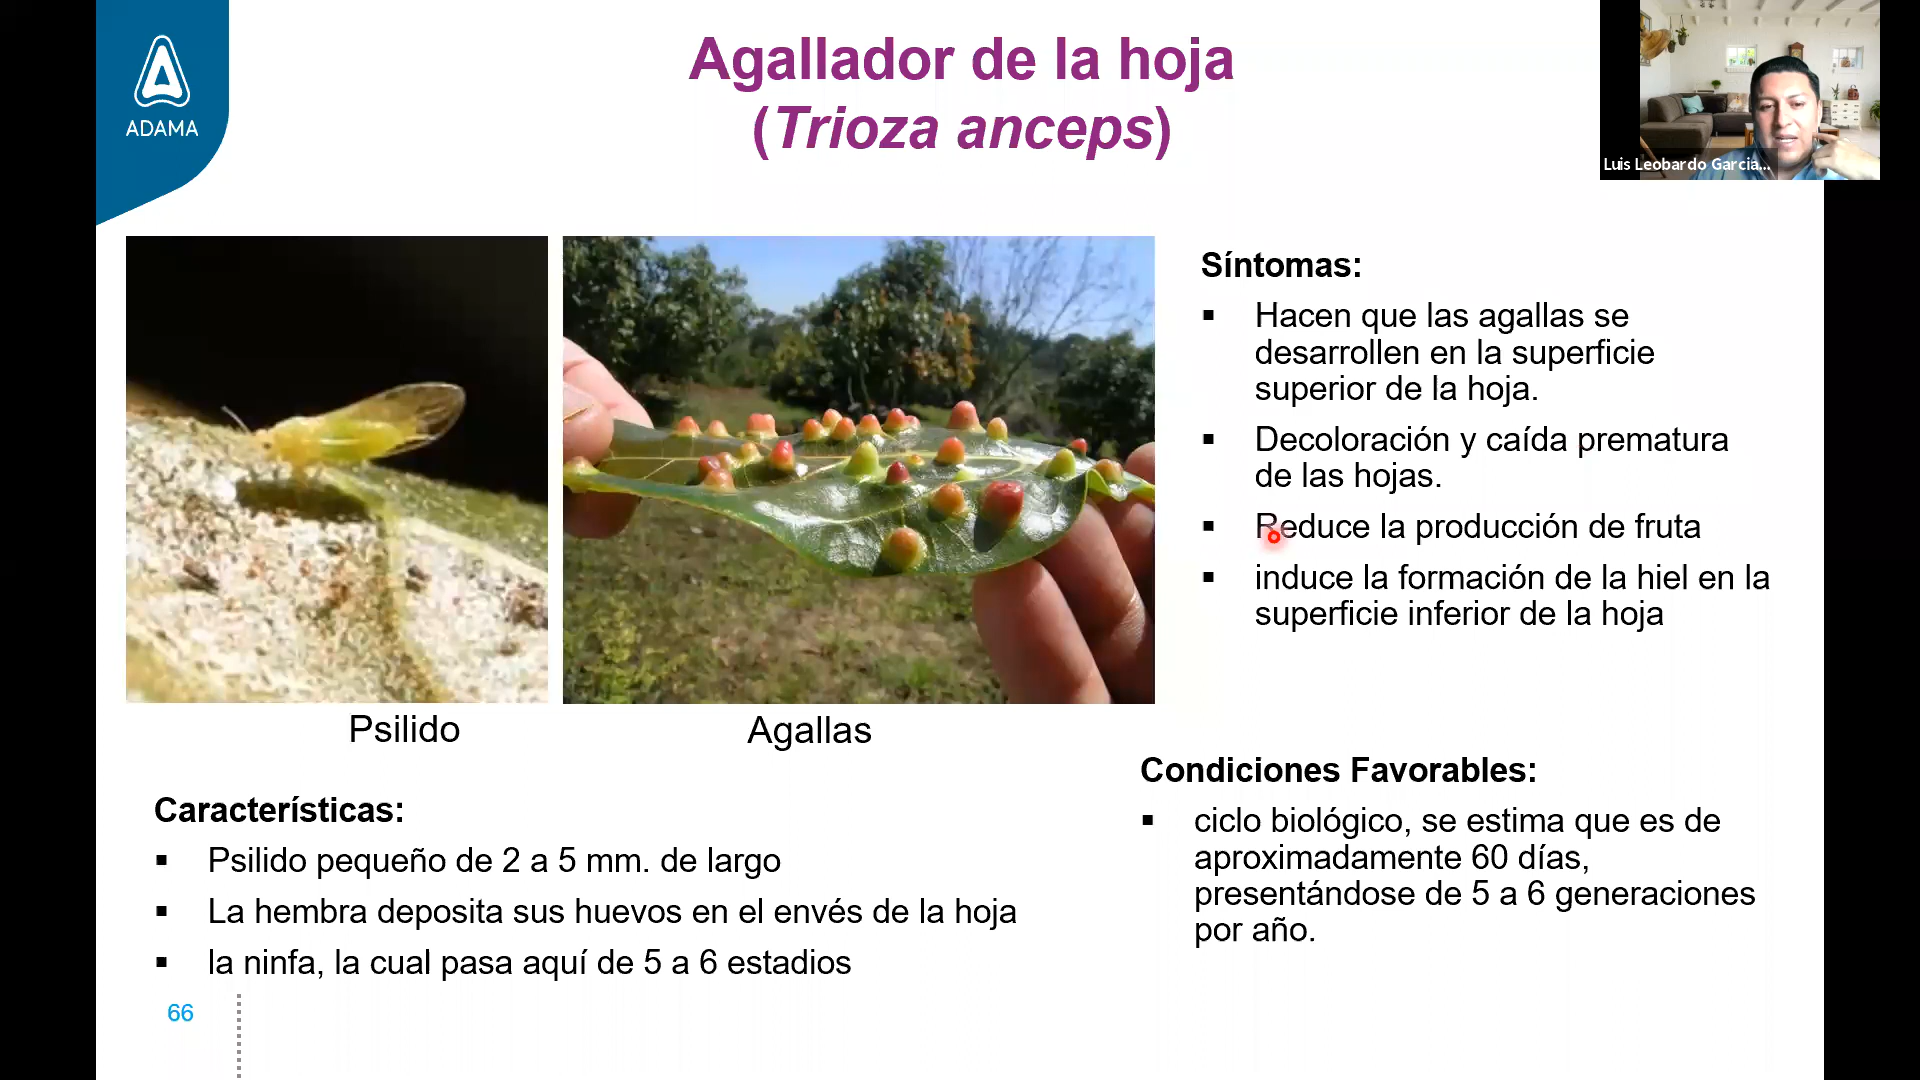 ADAMA
Agallador de la hoja
(Trioza anceps)
Luis Leobardo Garcia...
Psilido
Agallas
Síntomas:
▪ Hacen que las agallas se
desarrollen en la superficie
superior de la hoja.
▪ Decoloración y caída prematura
de las hojas.
▪ Reduce la producción de fruta
▪ induce la formación de la hiel en la
superficie inferior de la hoja
Características:
▪ Psilido pequeño de 2 a 5 mm. de largo
▪ La hembra deposita sus huevos en el envés de la hoja
▪ la ninfa, la cual pasa aquí de 5 a 6 estadios
Condiciones Favorables:
▪ ciclo biológico, se estima que es de
aproximadamente 60 días,
presentándose de 5 a 6 generaciones
por año.
66